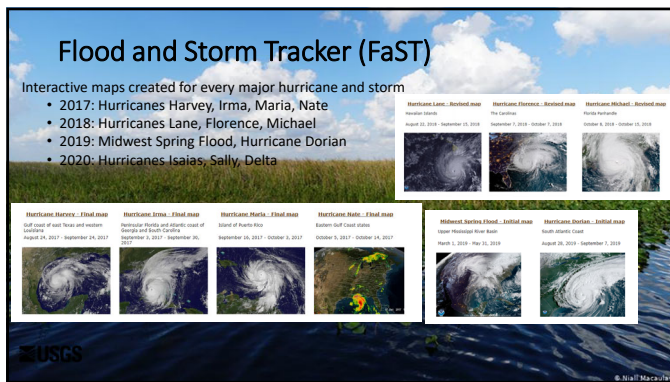 Flood and Storm Tracker (FaST)
Interactive maps created for every major hurricane and storm
• 2017: Hurricanes Harvey, Irma, Maria, Nate
• 2018: Hurricanes Lane, Florence, Michael
• 2019: Midwest Spring Flood, Hurricane Dorian
• 2020: Hurricanes Isaias, Sally, Delta
Hurricane Lane - Revised map
Hawaiian Islands
August 22, 2018 - September 15, 2018
Hurricane Florence - Revised map
The Carolinas
September 7, 2018 - October 7, 2018
Hurricane Michael - Revised map
Florida Panhandle
October 8, 2018 - October 10, 2018
Hurricane Harvey - Final map
Gulf coast of east Texas and western
Louisiana
August 24, 2017 - September 24, 2017
Hurricane Irma - Final map
Peninsular Florida and Atlantic coast of
Georgia and South Carolina
September 3, 2017 - September 30,
2017
Hurricane Maria - Final map
Island of Puerto Rico
September 16, 2017 - October 3, 2017
Hurricane Nate - Final map
Eastern Gulf Coast states
October 5, 2017 - October 14, 2017
Midwest Spring Flood - Initial map
Upper Mississippi River Basin
March 1, 2019 - May 31, 2019
Hurricane Dorian - Initial map
South Atlantic Coast
August 28, 2019 - September 7, 2019
USGS
© Niall Macaulay